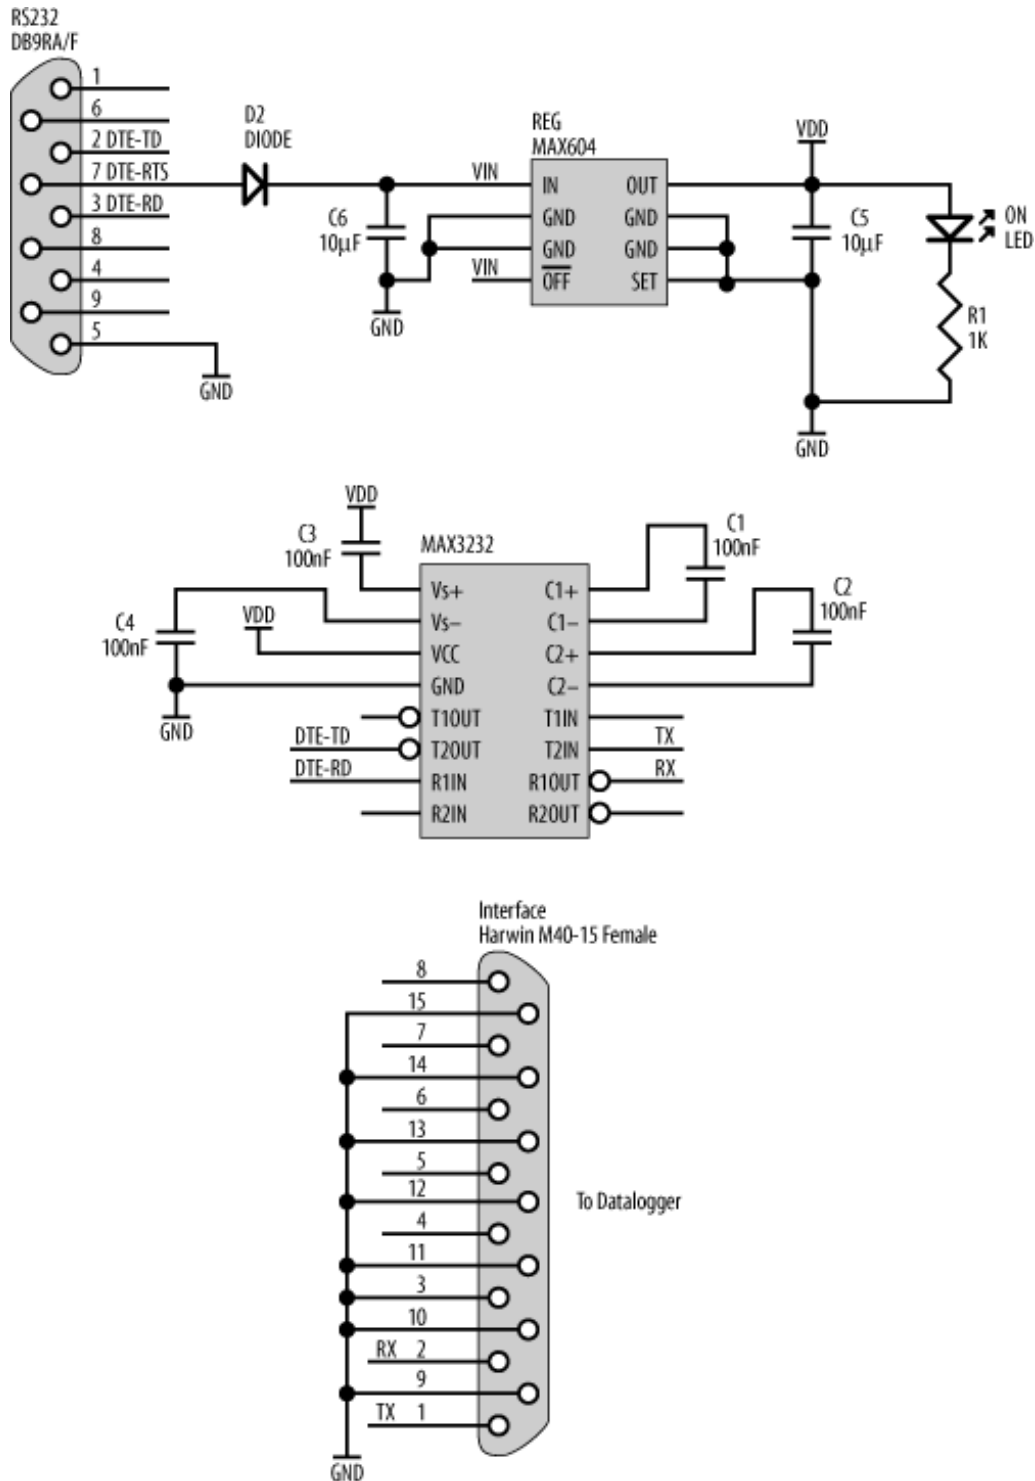 RS232
DB9RA/F
1
6
2 DTE-TD
7 DTE-RTS
3 DTE-RD
8
4
9
5
GND
D2
DIODE
C6
10µF
GND
VIN
VIN
REG
MAX604
IN
GND
GND
OFF
OUT
GND
GND
SET
VDD
C5
10µF
ON
LED
R1
1K
GND
VDD
C3
100nF
C4
100nF
VDD
GND
DTE-TD
DTE-RD
MAX3232
Vs+
Vs–
VCC
GND
T1OUT
T2OUT
R1IN
R2IN
C1+
C1–
C2+
C2–
T1IN
T2IN
R1OUT
R2OUT
C1
100nF
C2
100nF
TX
RX
Interface
Harwin M40-15 Female
8
15
7
14
6
13
5
12
4
11
3
10
RX 2
9
TX 1
GND
To Datalogger